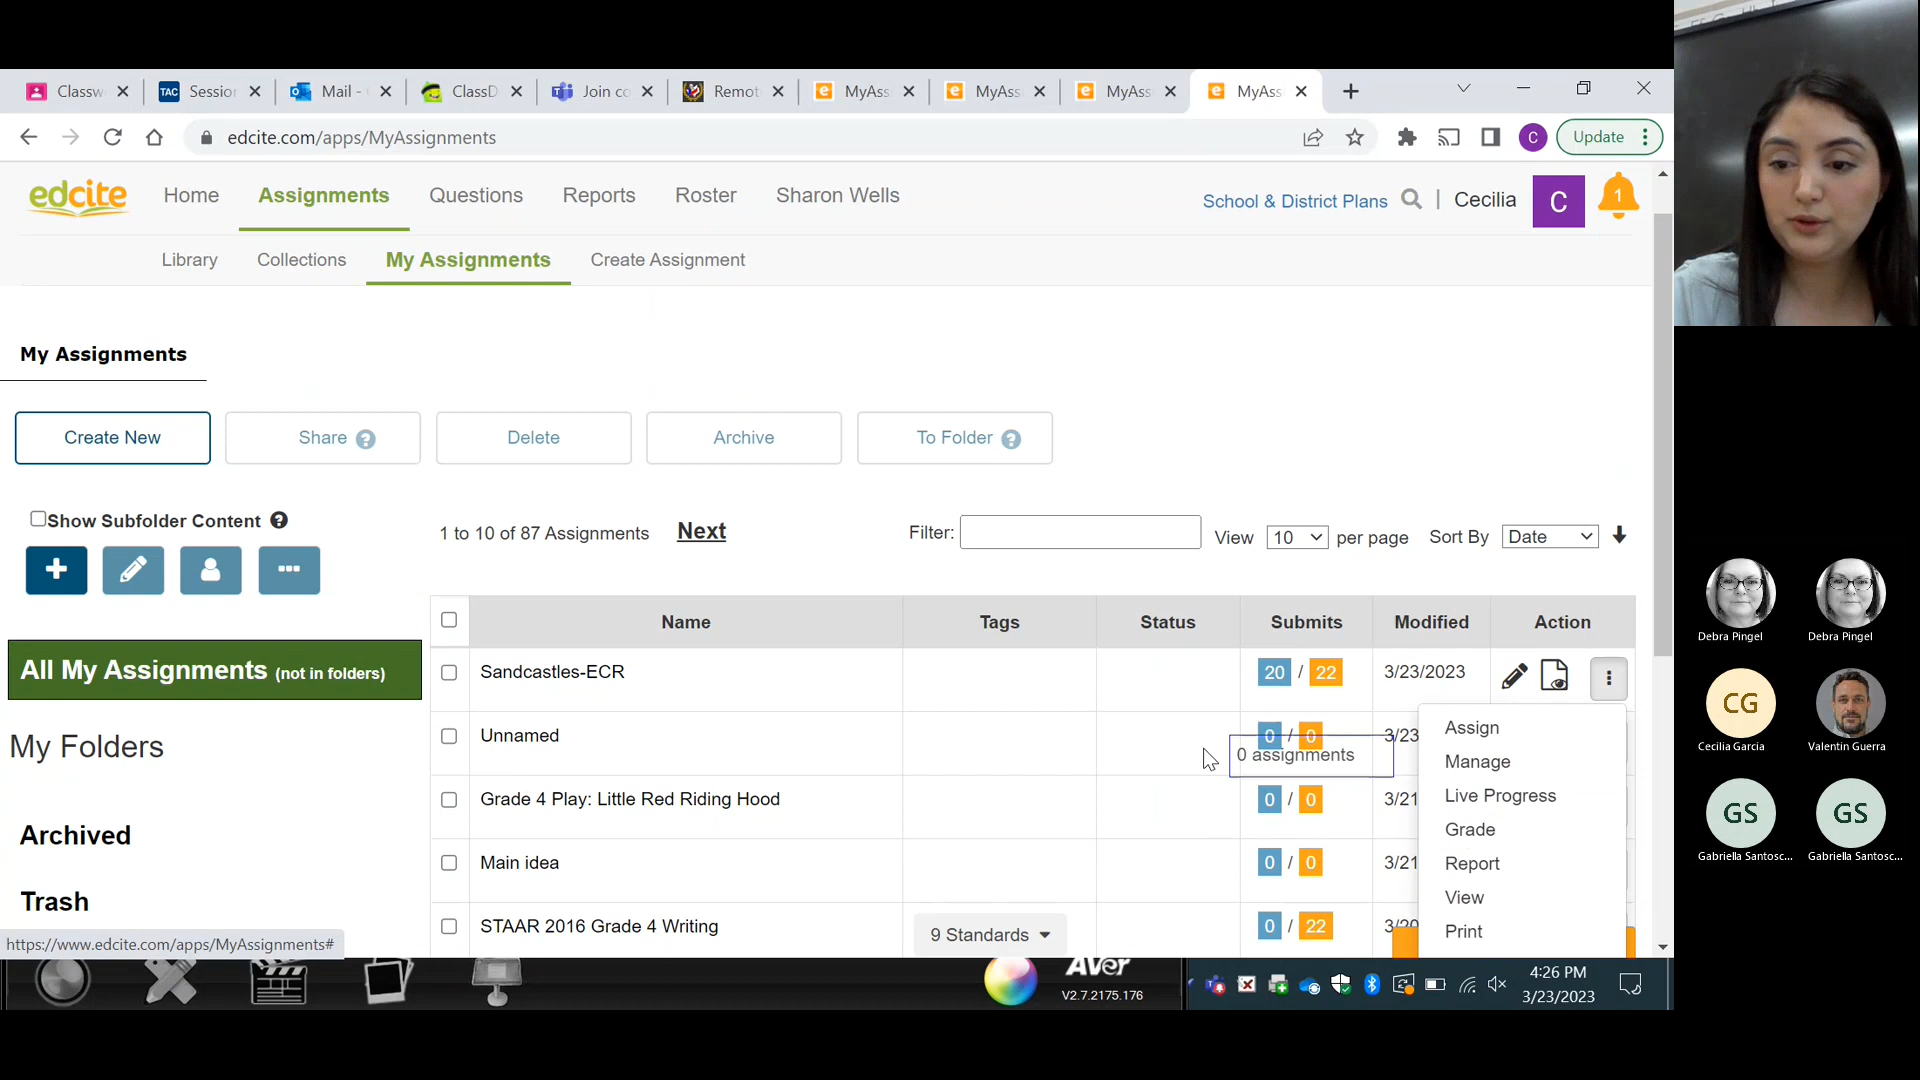 Classw
TAC
Session
Mail -
ClassD
Join co
Remot
MyAss
MyAss
MyAss
MyAss
edcite.com/apps/MyAssignments
C
Update
edcite
Home
Assignments
Questions
Reports
Roster
Sharon Wells
School & District Plans
|
Cecilia
C
1
Library
Collections
My Assignments
Create Assignment
My Assignments
Create New
Share ?
Delete
Archive
To Folder ?
Show Subfolder Content ?
1 to 10 of 87 Assignments
Next
Filter:
View 10 per page
Sort By Date
All My Assignments (not in folders)
My Folders
Archived
Trash
Name Tags Status Submits Modified Action
Sandcastles-ECR 20 / 22 3/23/2023
Unnamed 0 / 0 3/23
0 assignments
Grade 4 Play: Little Red Riding Hood 0 / 0 3/21
Main idea 0 / 0 3/21
STAAR 2016 Grade 4 Writing 9 Standards 0 / 22
Assign
Manage
Live Progress
Grade
Report
View
Print
https://www.edcite.com/apps/MyAssignments#
AVer
V2.7.2175.176
4:26 PM
3/23/2023
Debra Pingel
Debra Pingel
CG
Cecilia Garcia
Valentin Guerra
GS
Gabriella Santosc...
GS
Gabriella Santosc...